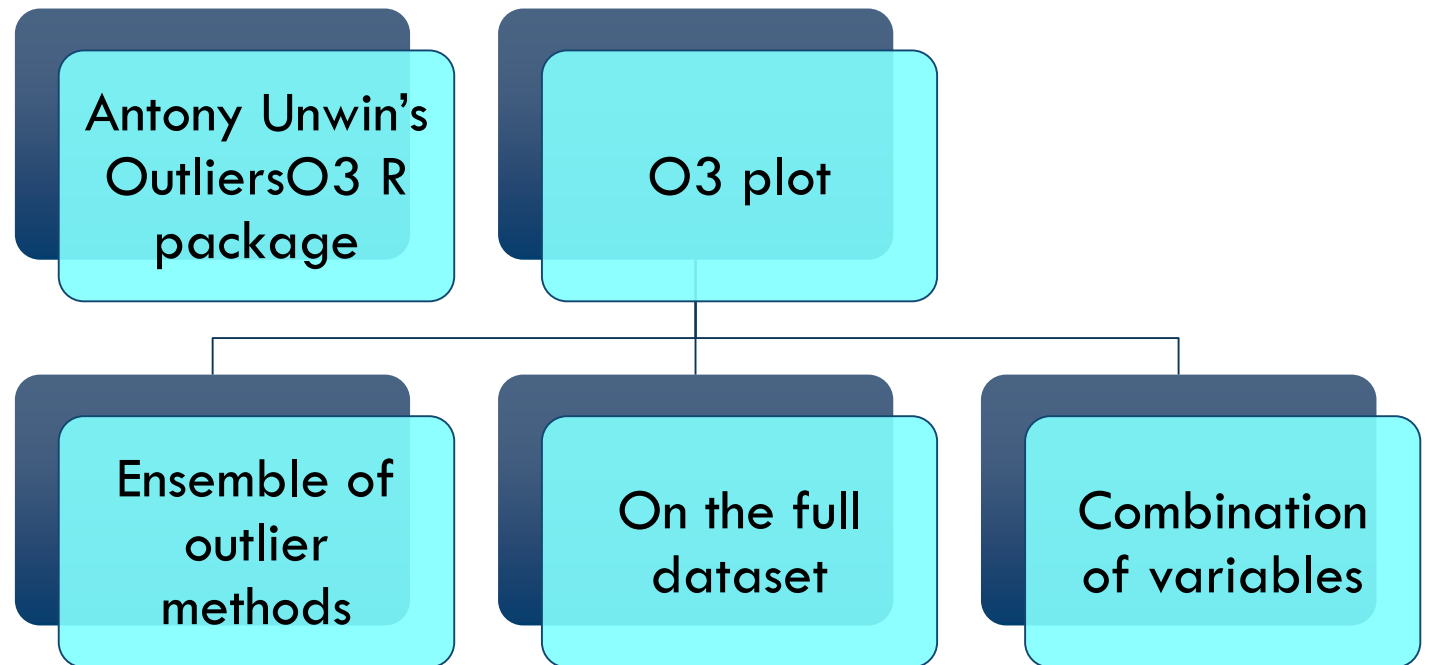 Antony Unwin’s
OutliersO3 R
package
O3 plot
Ensemble of
outlier
methods
On the full
dataset
Combination
of variables